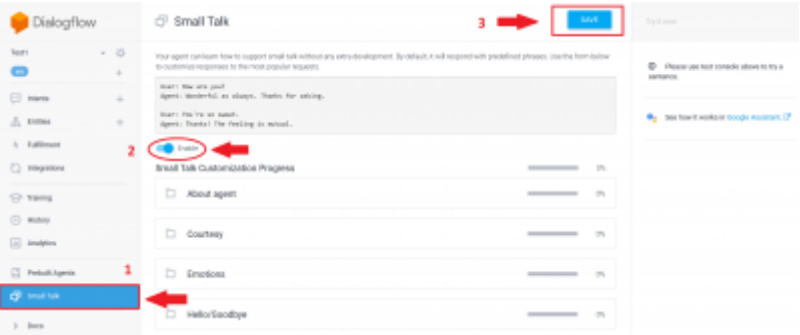 Dialogflow
Test1
en
Intents
Entities
Fulfillment
Integrations
Training
History
Analytics
Prebuilt Agents
1
Small Talk
Docs
Small Talk
3
SAVE
Your agent can learn how to support small talk without any extra development. By default, it will respond with predefined phrases. Use the form below
to customize responses to the most popular requests.
User: How are you?
Agent: Wonderful as always. Thanks for asking.
User: You're so sweet.
Agent: Thanks! The feeling is mutual.
2
Enable
Small Talk Customization Progress
0%
About agent
0%
Courtesy
0%
Emotions
0%
Hello/Goodbye
0%
Try it now
Please use test console above to try a
sentence.
See how it works in Google Assistant.